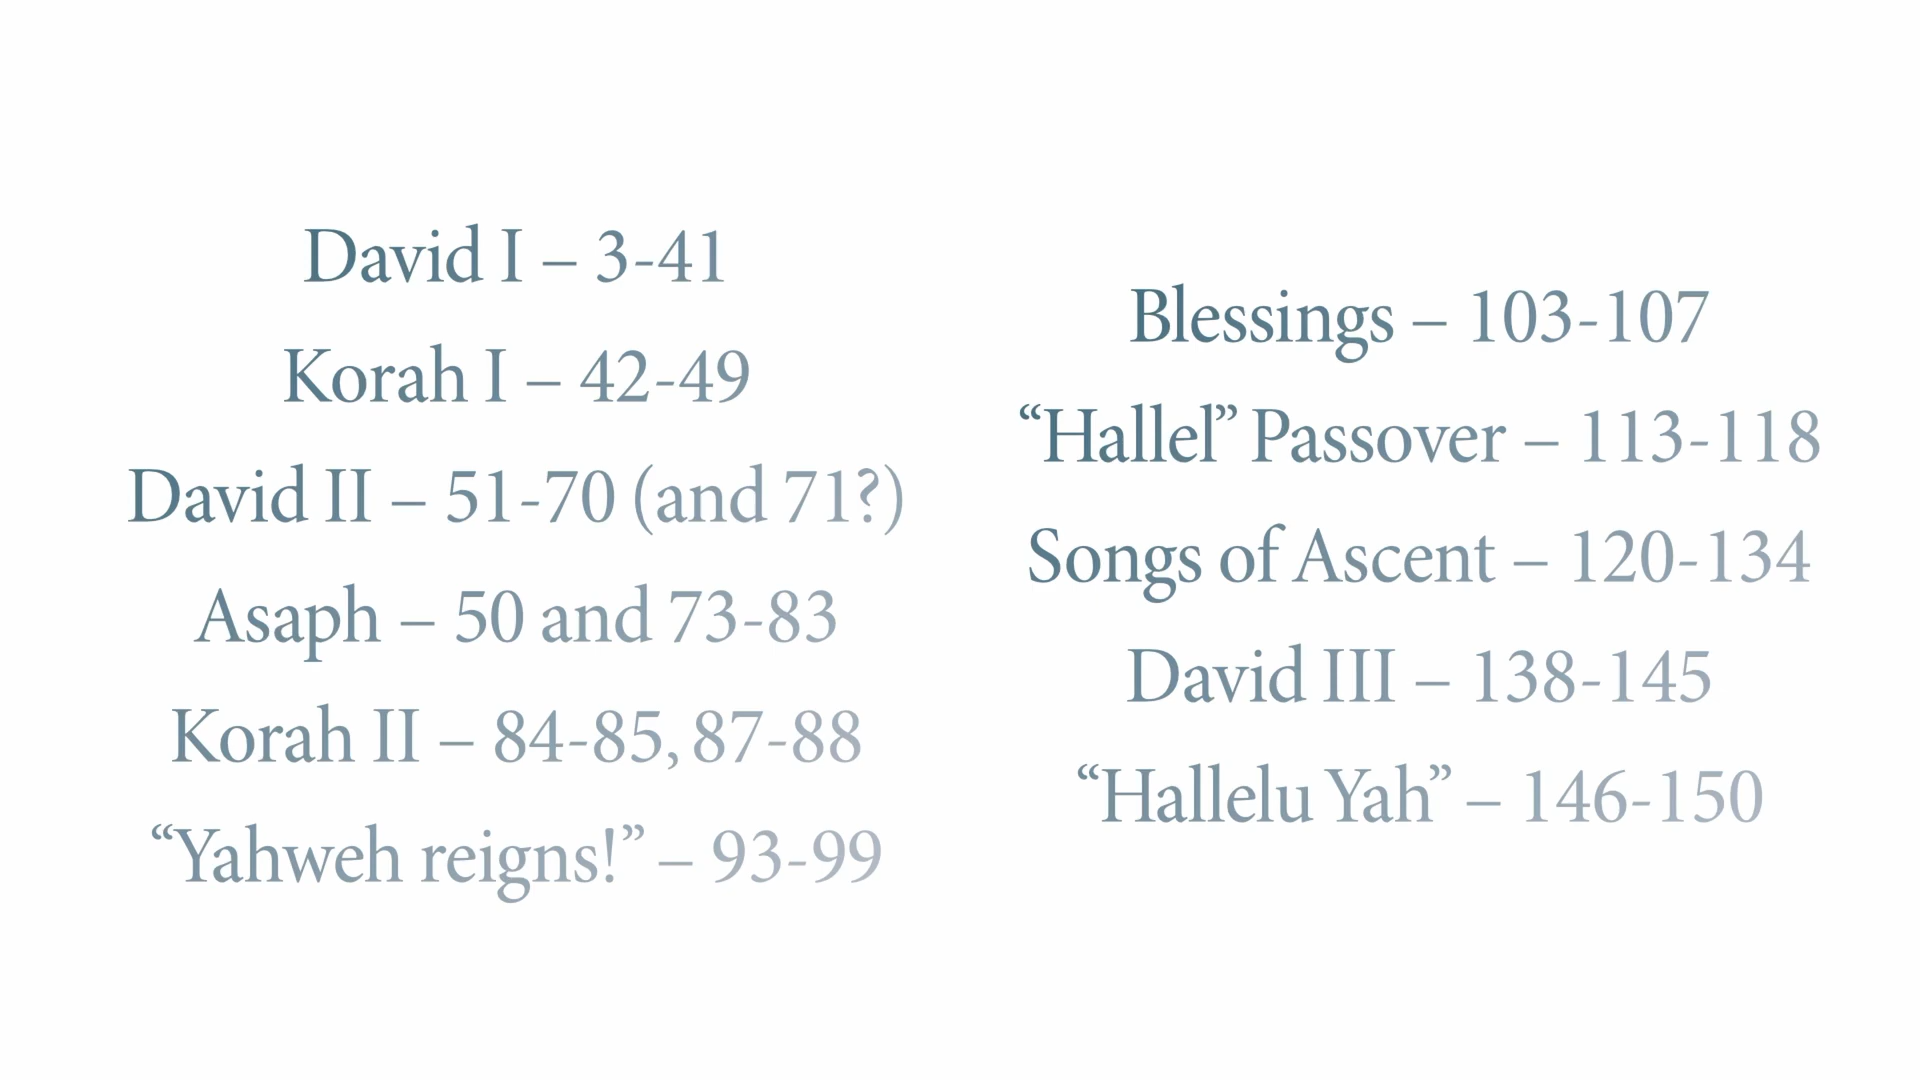 David I – 3-41
Korah I – 42-49
David II – 51-70 (and 71?)
Asaph – 50 and 73-83
Korah II – 84-85, 87-88
“Yahweh reigns!” – 93-99
Blessings – 103-107
“Hallel” Passover – 113-118
Songs of Ascent – 120-134
David III – 138-145
“Hallelu Yah” – 146-150